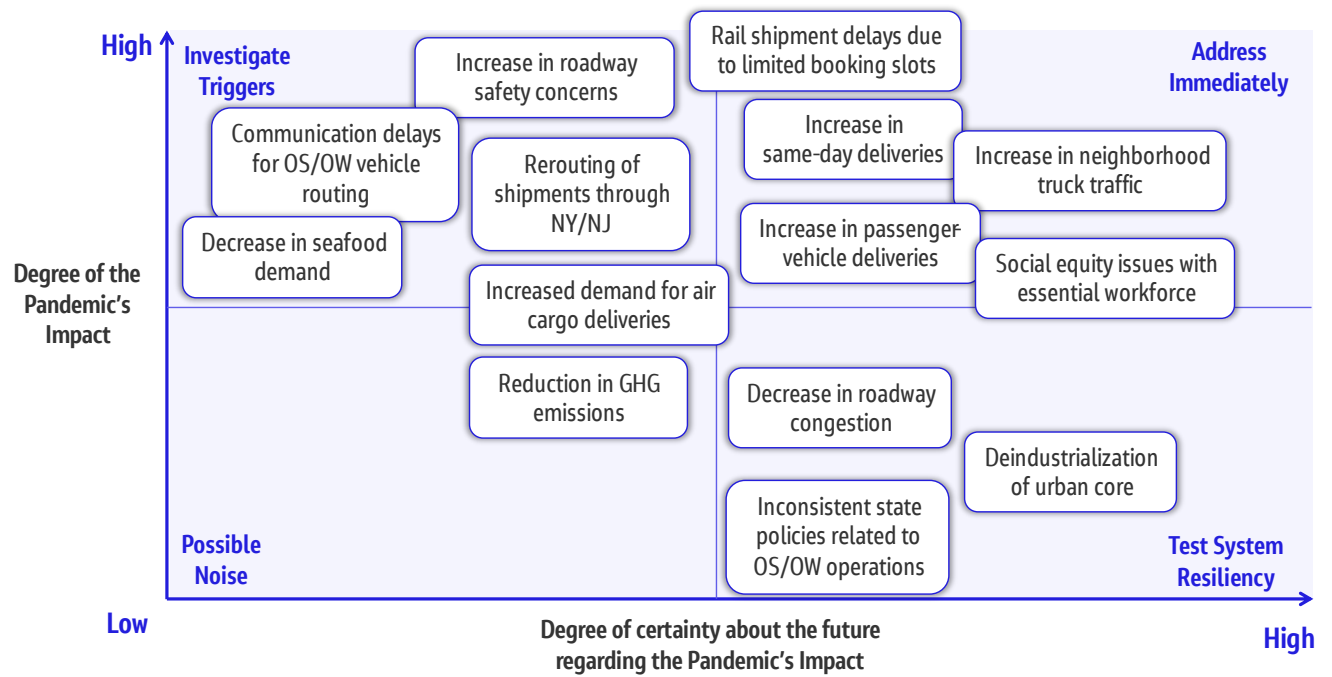 High
Investigate
Triggers
Increase in roadway
safety concerns
Rail shipment delays due
to limited booking slots
Address
Immediately
Communication delays
for OS/OW vehicle
routing
Rerouting of
shipments through
NY/NJ
Increase in
same-day deliveries
Increase in neighborhood
truck traffic
Decrease in seafood
demand
Increase in passenger-
vehicle deliveries
Social equity issues with
essential workforce
Degree of the
Pandemic's
Impact
Increased demand for air
cargo deliveries
Reduction in GHG
emissions
Decrease in roadway
congestion
Deindustrialization
of urban core
Inconsistent state
policies related to
OS/OW operations
Possible
Noise
Test System
Resiliency
Low
Degree of certainty about the future
regarding the Pandemic's Impact
High